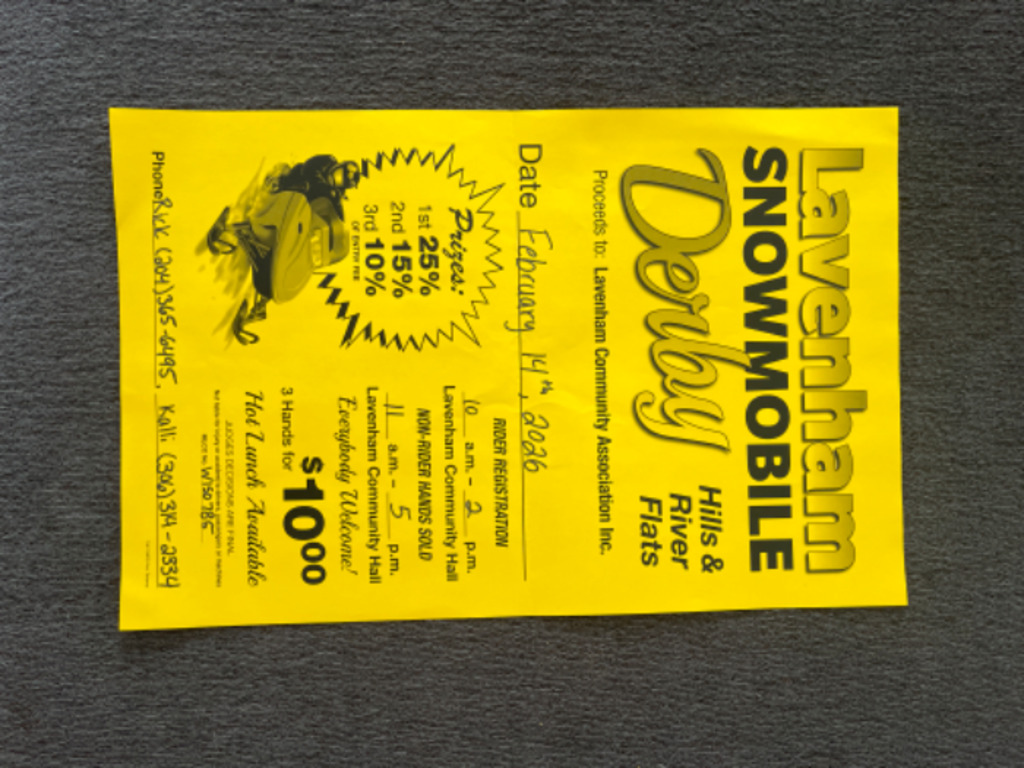 Lavenham
SNOWMOBILE
Derby
Hills &
River
Flats
Proceeds to: Lavenham Community Association Inc.
Date February 14th, 2026
Prizes:
1st 25%
2nd 15%
3rd 10%
OF ENTRY FEE
RIDER REGISTRATION
10 a.m. - 2 p.m.
Lavenham Community Hall
NON-RIDER HANDS SOLD
11 a.m. - 5 p.m.
Lavenham Community Hall
Everybody Welcome!
3 Hands for $10.00
Hot Lunch Available
JUDGES DECISIONS ARE FINAL
Phone Rick (204)365-6495, Kalli (306)314-2334